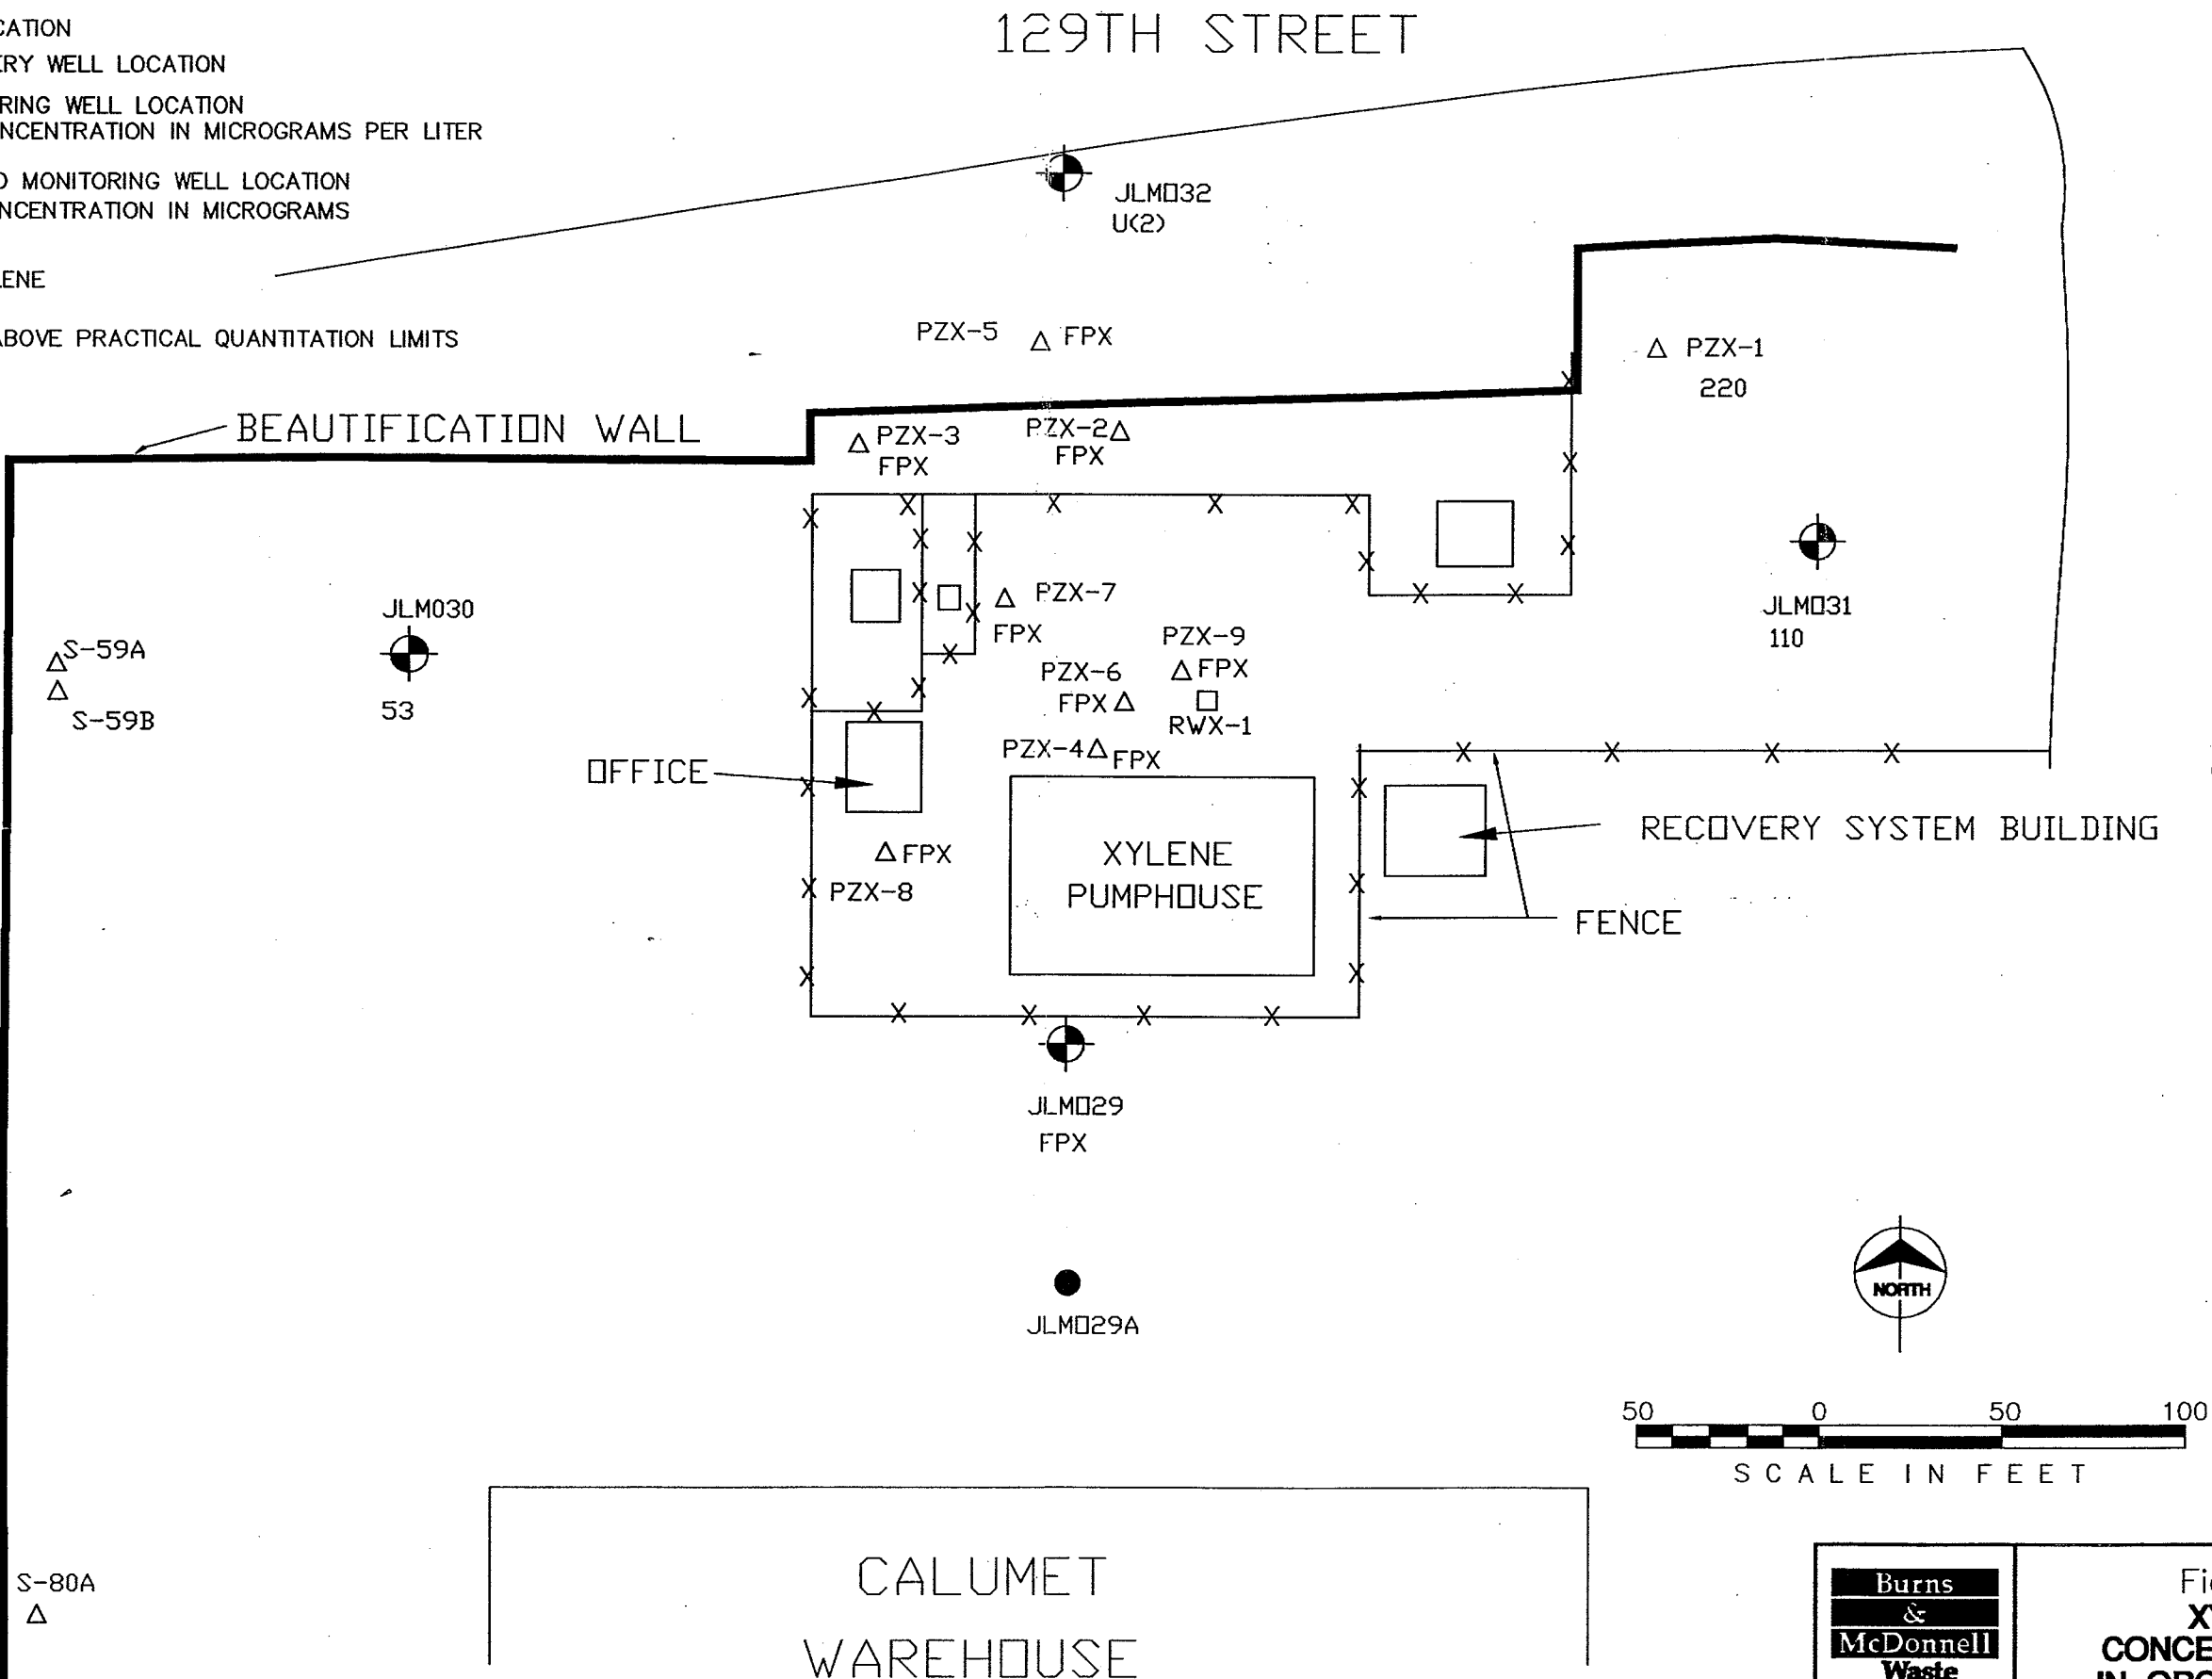 129TH STREET
CATION
ERY WELL LOCATION
RING WELL LOCATION
NCENTRATION IN MICROGRAMS PER LITER
D MONITORING WELL LOCATION
NCENTRATION IN MICROGRAMS
ENE
ABOVE PRACTICAL QUANTITATION LIMITS
JLM032
U(2)
PZX-5 FPX
PZX-1
220
BEAUTIFICATION WALL
PZX-3
FPX
PZX-2
FPX
JLM030
53
S-59A
S-59B
PZX-7
FPX
PZX-9
FPX
PZX-6
FPX
RWX-1
PZX-4
FPX
JLM031
110
OFFICE
FPX
PZX-8
XYLENE
PUMPHOUSE
RECOVERY SYSTEM BUILDING
FENCE
JLM029
FPX
JLM029A
NORTH
50 0 50 100
SCALE IN FEET
CALUMET
WAREHOUSE
S-80A
Burns
&
McDonnell
Waste
Fi
XY
CONCE